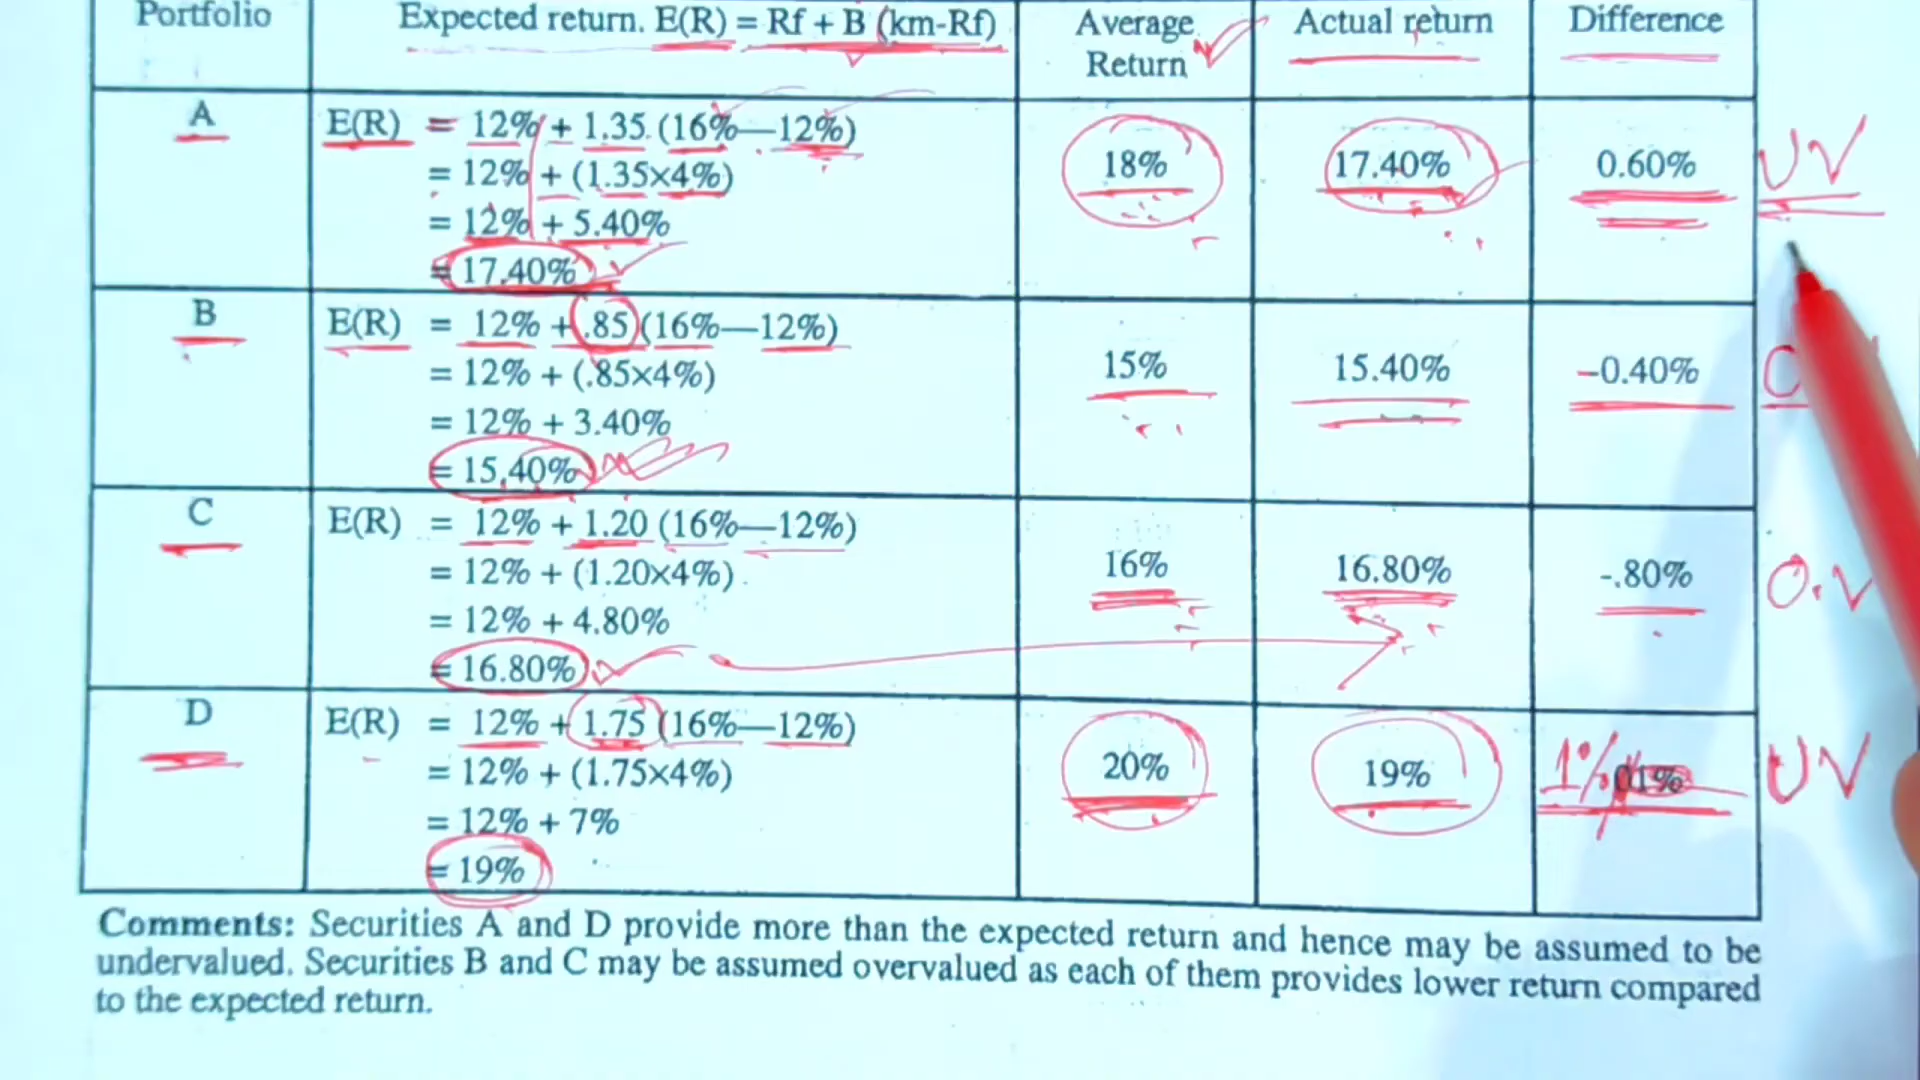 Portfolio
Expected return. E(R) = Rf + B (km-Rf)
Average
Return
Actual return
Difference
A
E(R) = 12% + 1.35 (16%—12%)
= 12% + (1.35×4%)
= 12% + 5.40%
= 17.40%
18%
17.40%
0.60%
UV
B
E(R) = 12% + .85 (16%—12%)
= 12% + (.85×4%)
= 12% + 3.40%
= 15.40%
15%
15.40%
–0.40%
C
E(R) = 12% + 1.20 (16%—12%)
= 12% + (1.20×4%)
= 12% + 4.80%
= 16.80%
16%
16.80%
-.80%
O.V
D
E(R) = 12% + 1.75 (16%—12%)
= 12% + (1.75×4%)
= 12% + 7%
= 19%
20%
19%
1%
UV
Comments: Securities A and D provide more than the expected return and hence may be assumed to be
undervalued. Securities B and C may be assumed overvalued as each of them provides lower return compared
to the expected return.